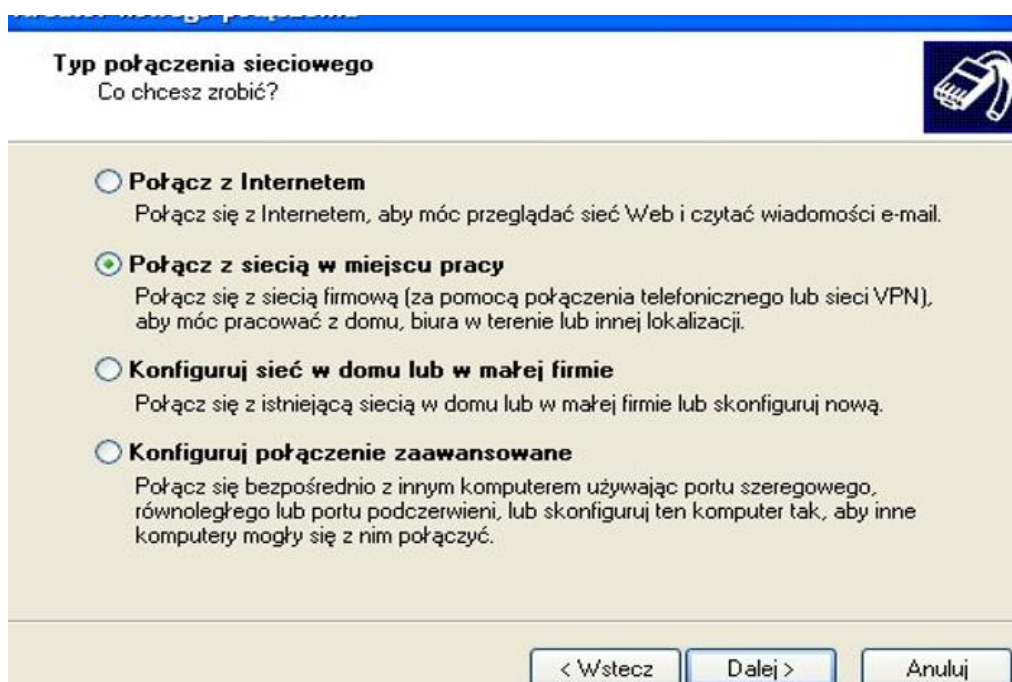 nowego połączenia
Typ połączenia sieciowego
Co chcesz zrobić?
Połącz z Internetem
Połącz się z Internetem, aby móc przeglądać sieć Web i czytać wiadomości e-mail.
Połącz z siecią w miejscu pracy
Połącz się z siecią firmową (za pomocą połączenia telefonicznego lub sieci VPN),
aby móc pracować z domu, biura w terenie lub innej lokalizacji.
Konfiguruj sieć w domu lub w małej firmie
Połącz się z istniejącą siecią w domu lub w małej firmie lub skonfiguruj nową.
Konfiguruj połączenie zaawansowane
Połącz się bezpośrednio z innym komputerem używając portu szeregowego,
równoległego lub portu podczerwieni, lub skonfiguruj ten komputer tak, aby inne
komputery mogły się z nim połączyć.
< Wstecz
Dalej >
Anuluj